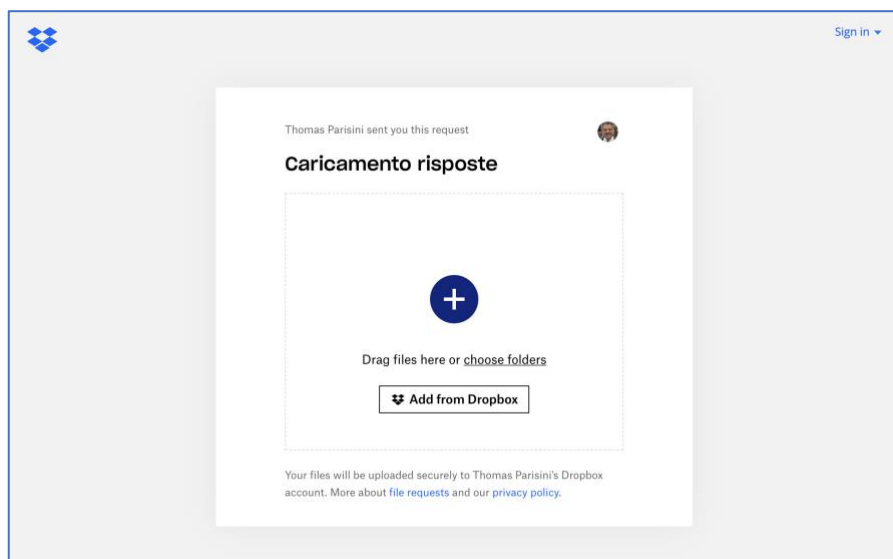 Sign in
Thomas Parisini sent you this request
Caricamento risposte
Drag files here or choose folders
Add from Dropbox
Your files will be uploaded securely to Thomas Parisini's Dropbox
account. More about file requests and our privacy policy.